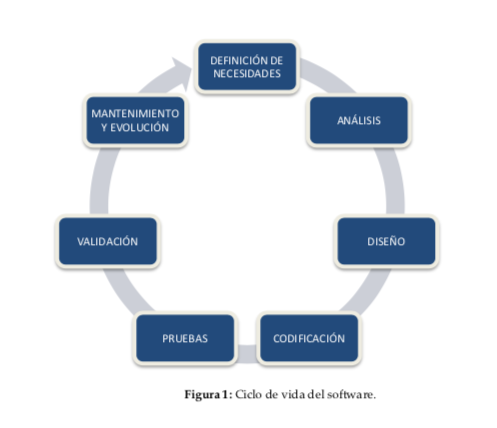 DEFINICIÓN DE
NECESIDADES
ANÁLISIS
DISEÑO
CODIFICACIÓN
PRUEBAS
VALIDACIÓN
MANTENIMIENTO
Y EVOLUCIÓN
Figura 1: Ciclo de vida del software.